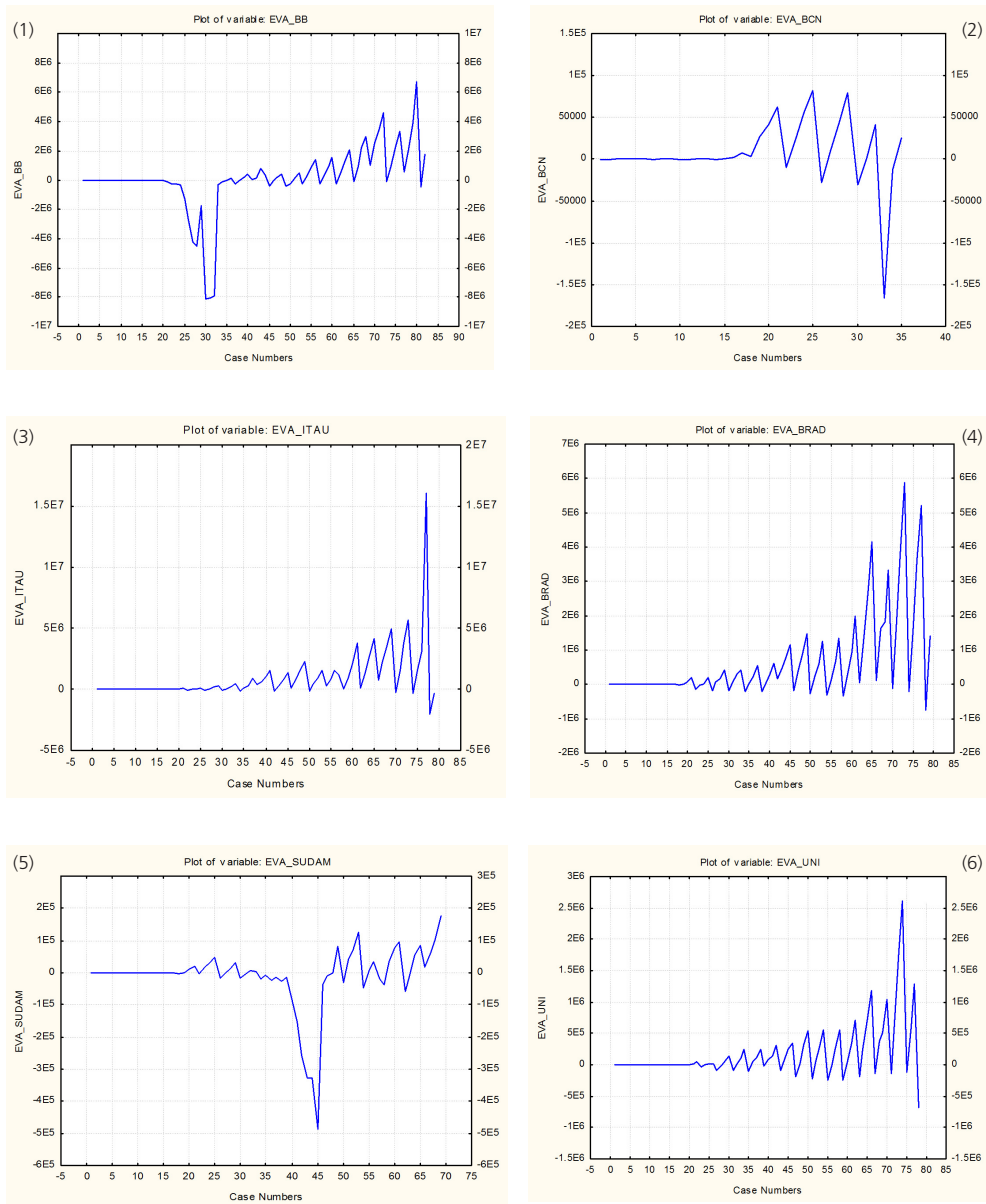 (1)
Plot of variable: EVA_BB
1E7 8E6 6E6 4E6 2E6 0 -2E6 -4E6 -6E6 -8E6 -1E7
8E6 6E6 4E6 2E6 0 -2E6 -4E6 -6E6 -8E6 -1E7
EVA_BB
-5 0 5 10 15 20 25 30 35 40 45 50 55 60 65 70 75 80 85 90
Case Numbers
(2)
Plot of variable: EVA_BCN
1.5E5 1E5 50000 0 -50000 -1E5 -1.5E5 -2E5
1E5 50000 0 -50000 -1E5 -1.5E5 -2E5
EVA_BCN
0 5 10 15 20 25 30 35 40
Case Numbers
(3)
Plot of variable: EVA_ITAU
1.5E7 1E7 5E6 0 -5E6
2E7 1.5E7 1E7 5E6 0 -5E6
EVA_ITAU
-5 0 5 10 15 20 25 30 35 40 45 50 55 60 65 70 75 80 85
Case Numbers
(4)
Plot of variable: EVA_BRAD
7E6 6E6 5E6 4E6 3E6 2E6 1E6 0 -1E6 -2E6
6E6 5E6 4E6 3E6 2E6 1E6 0 -1E6 -2E6
EVA_BRAD
-5 0 5 10 15 20 25 30 35 40 45 50 55 60 65 70 75 80 85
Case Numbers
(5)
Plot of variable: EVA_SUDAM
2E5 1E5 0 -1E5 -2E5 -3E5 -4E5 -5E5 -6E5
3E5 2E5 1E5 0 -1E5 -2E5 -3E5 -4E5 -5E5 -6E5
EVA_SUDAM
-5 0 5 10 15 20 25 30 35 40 45 50 55 60 65 70 75
Case Numbers
(6)
Plot of variable: EVA_UNI
3E6 2.5E6 2E6 1.5E6 1E6 5E5 0 -5E5 -1E6 -1.5E6
2.5E6 2E6 1.5E6 1E6 5E5 0 -5E5 -1E6 -1.5E6
EVA_UNI
-5 0 5 10 15 20 25 30 35 40 45 50 55 60 65 70 75 80 85
Case Numbers